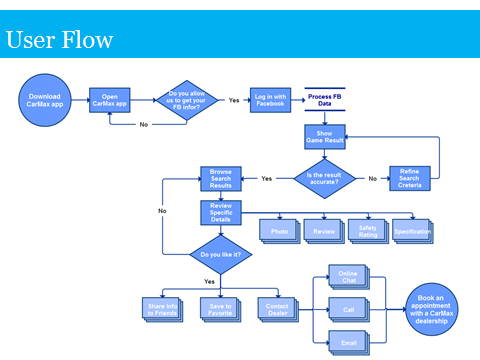 User Flow
Download
CarMax app
Open
CarMax app
Do you allow
us to get your
FB infor?
Yes
No
Log in with
Facebook
Process FB
Data
Show
Game Result
Is the result
accurate?
Yes
No
Refine
Search
Creteria
Browse
Search
Results
Review
Specific
Details
Photo
Review
Safety
Rating
Specification
No
Do you like it?
Yes
Share Info
to Friends
Save to
Favorite
Contact
Dealer
Online
Chat
Call
Email
Book an
appointment
with a CarMax
dealership